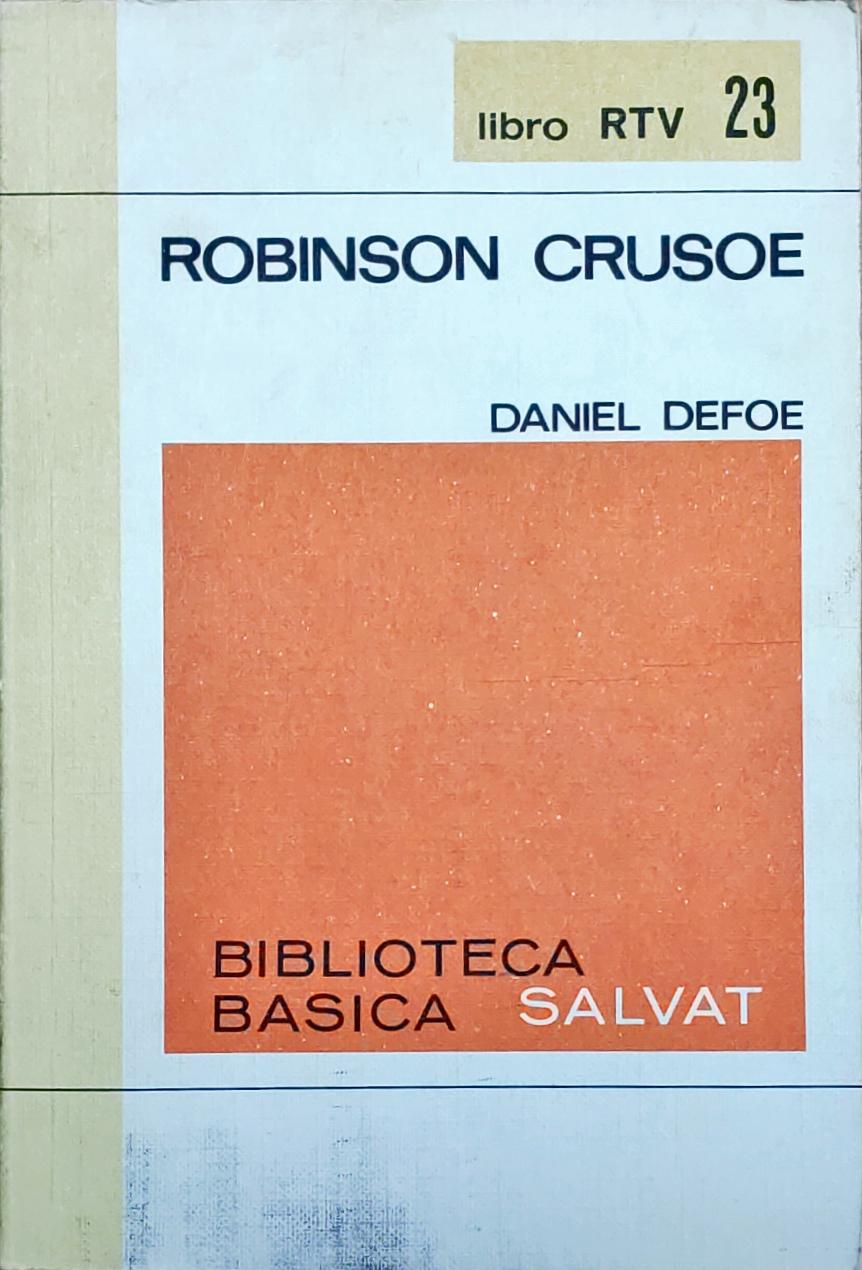 libro RTV 23
ROBINSON CRUSOE
DANIEL DEFOE
BIBLIOTECA
BASICA SALVAT